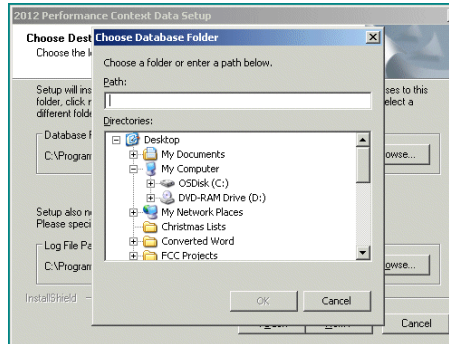 2012 Performance Context Data Setup
Choose Dest
Choose the l
Choose Database Folder
Choose a folder or enter a path below.
Path:
Directories:
Desktop
My Documents
My Computer
OSDisk (C:)
DVD-RAM Drive (D:)
My Network Places
Christmas Lists
Converted Word
FCC Projects
OK
Cancel
Setup will ins
ses to this
folder, click
elect a
different folde
Database F
C:\Program
owse...
Setup also n
Please speci
Log File Pa
C:\Program
owse...
InstallShield
Cancel